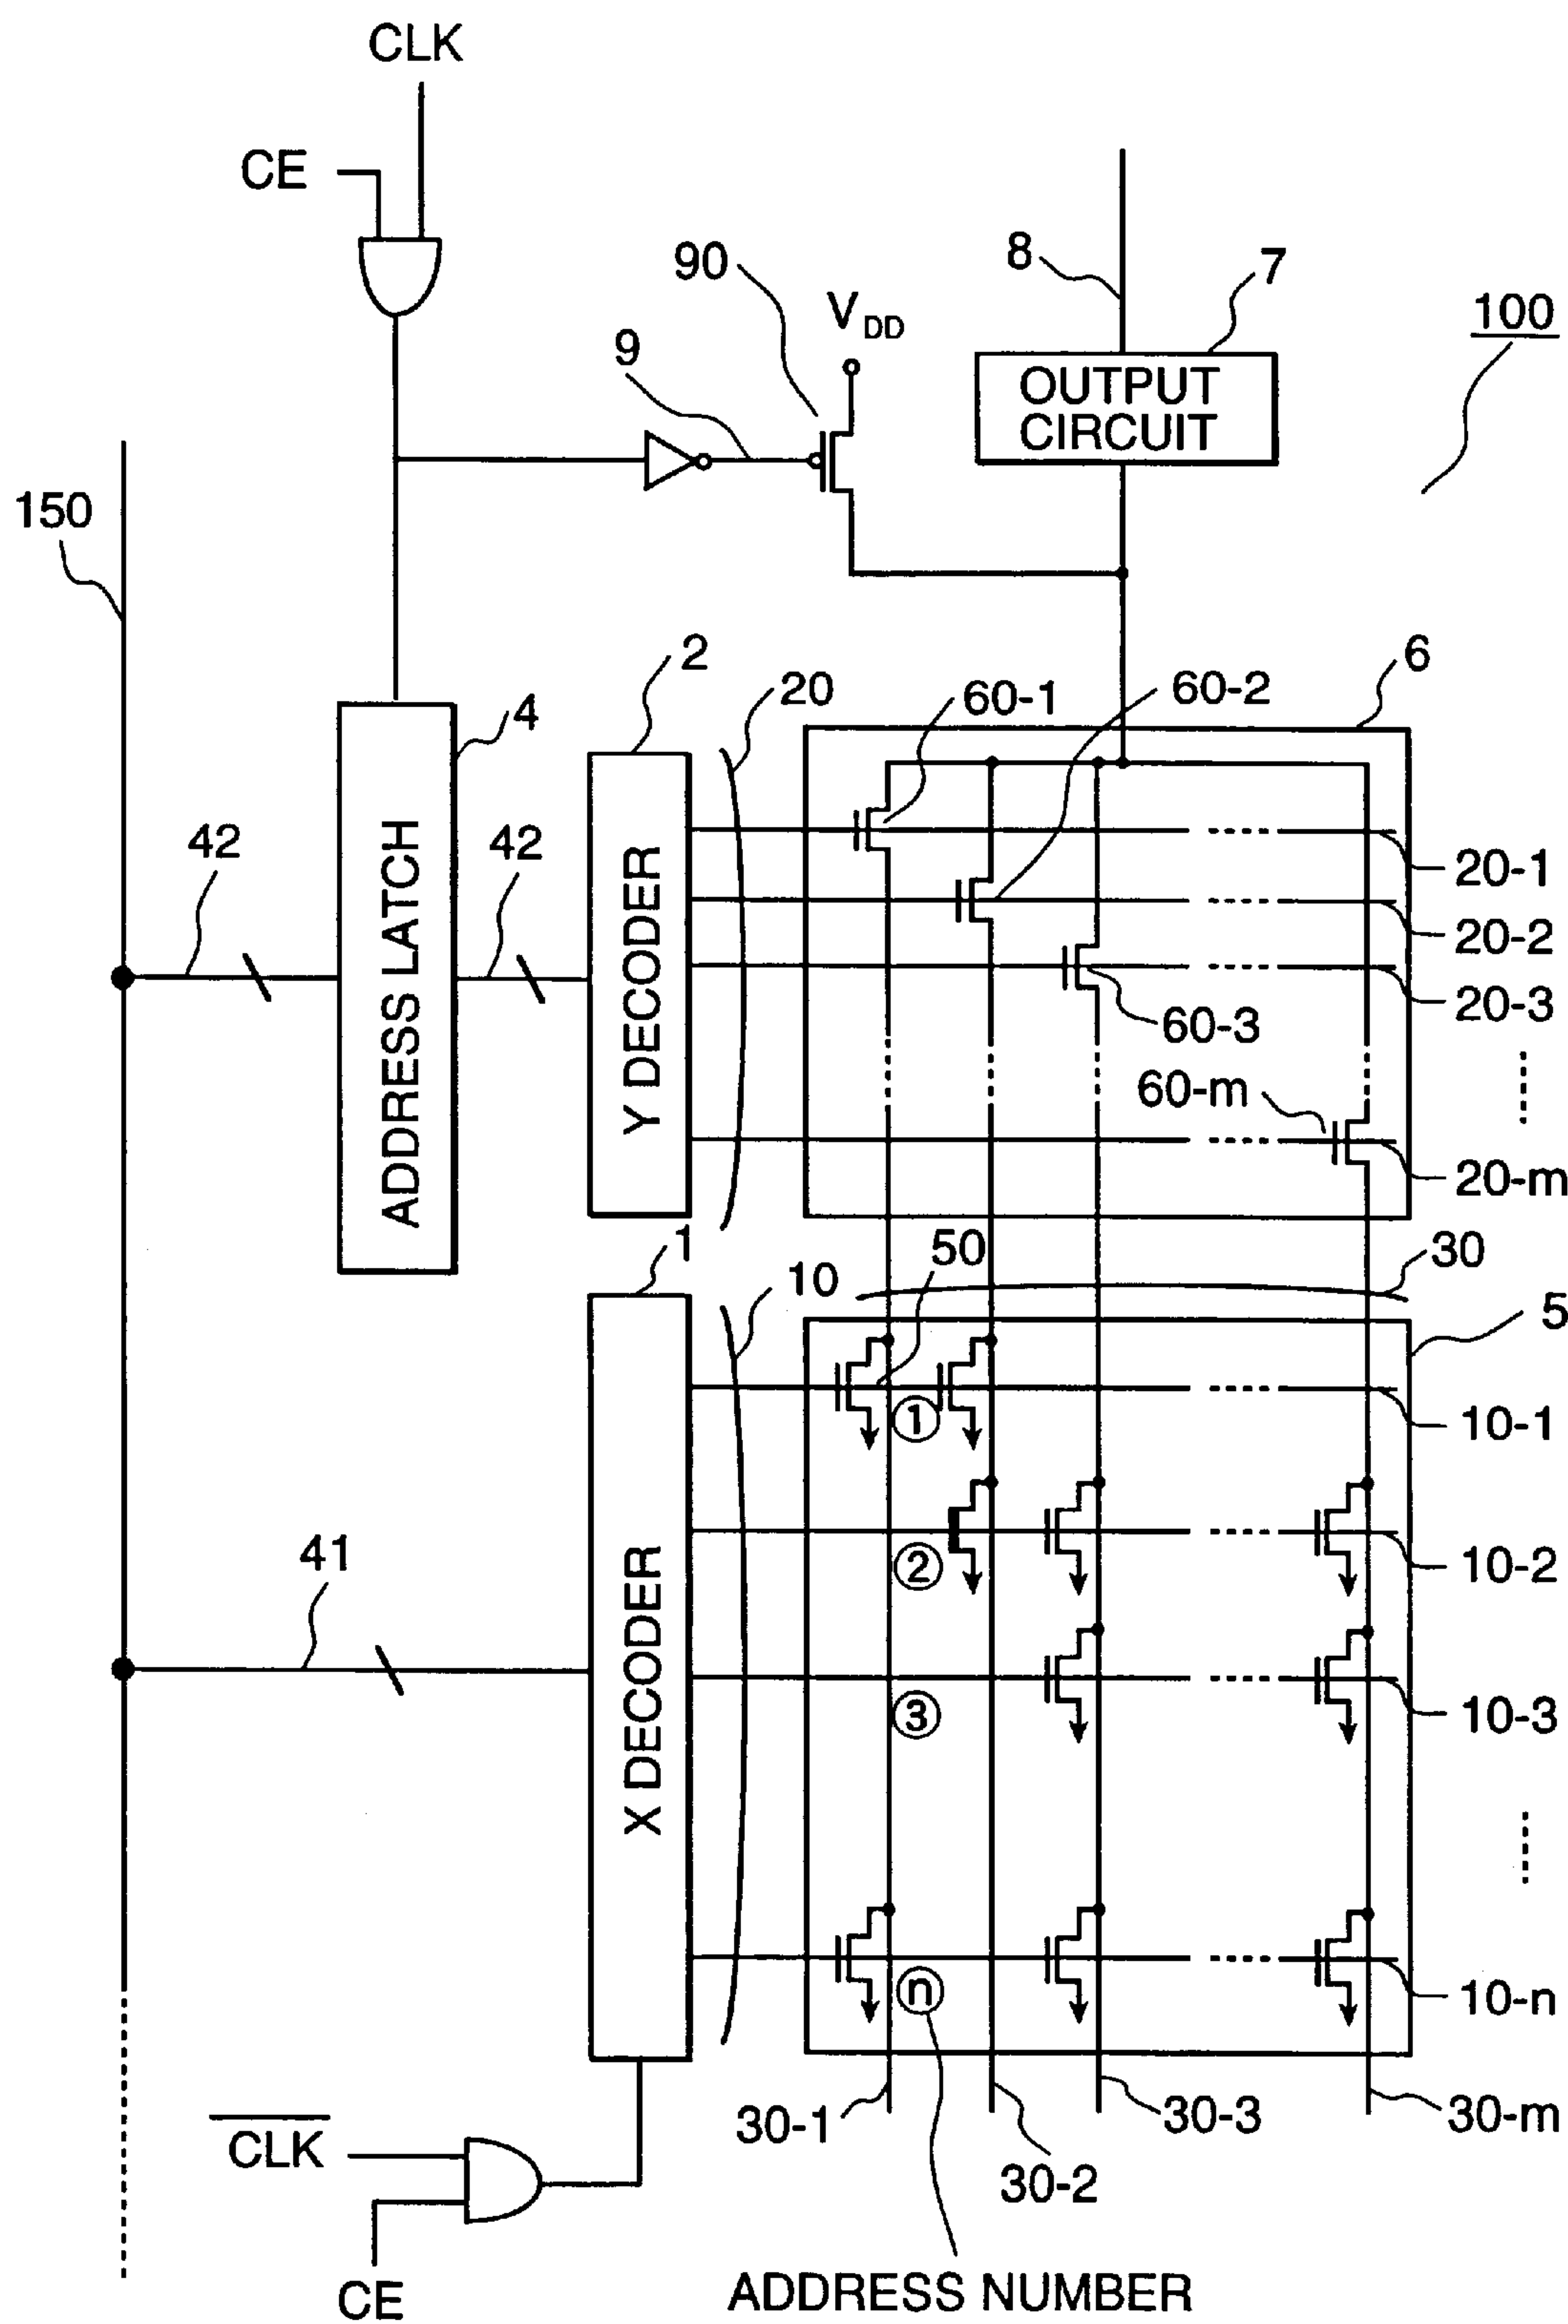 CLK
CE
90
8
7
V DD
100
9
OUTPUT
CIRCUIT
150
2
6
20
60-1
60-2
4
42
42
ADDRESS LATCH
Y DECODER
20-1
20-2
20-3
60-3
60-m
20-m
1
50
30
10
5
①
10-1
②
10-2
41
X DECODER
③
10-3
ⓝ
10-n
CLK
30-1
30-3
30-m
30-2
CE
ADDRESS NUMBER